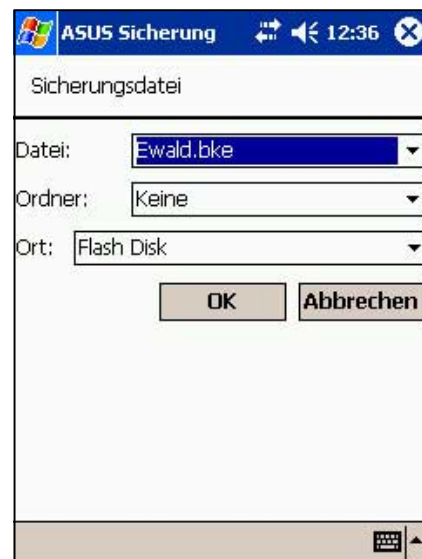 ASUS Sicherung 12:36
Sicherungsdatei
Datei: Ewald.bke
Ordner: Keine
Ort: Flash Disk
OK Abbrechen